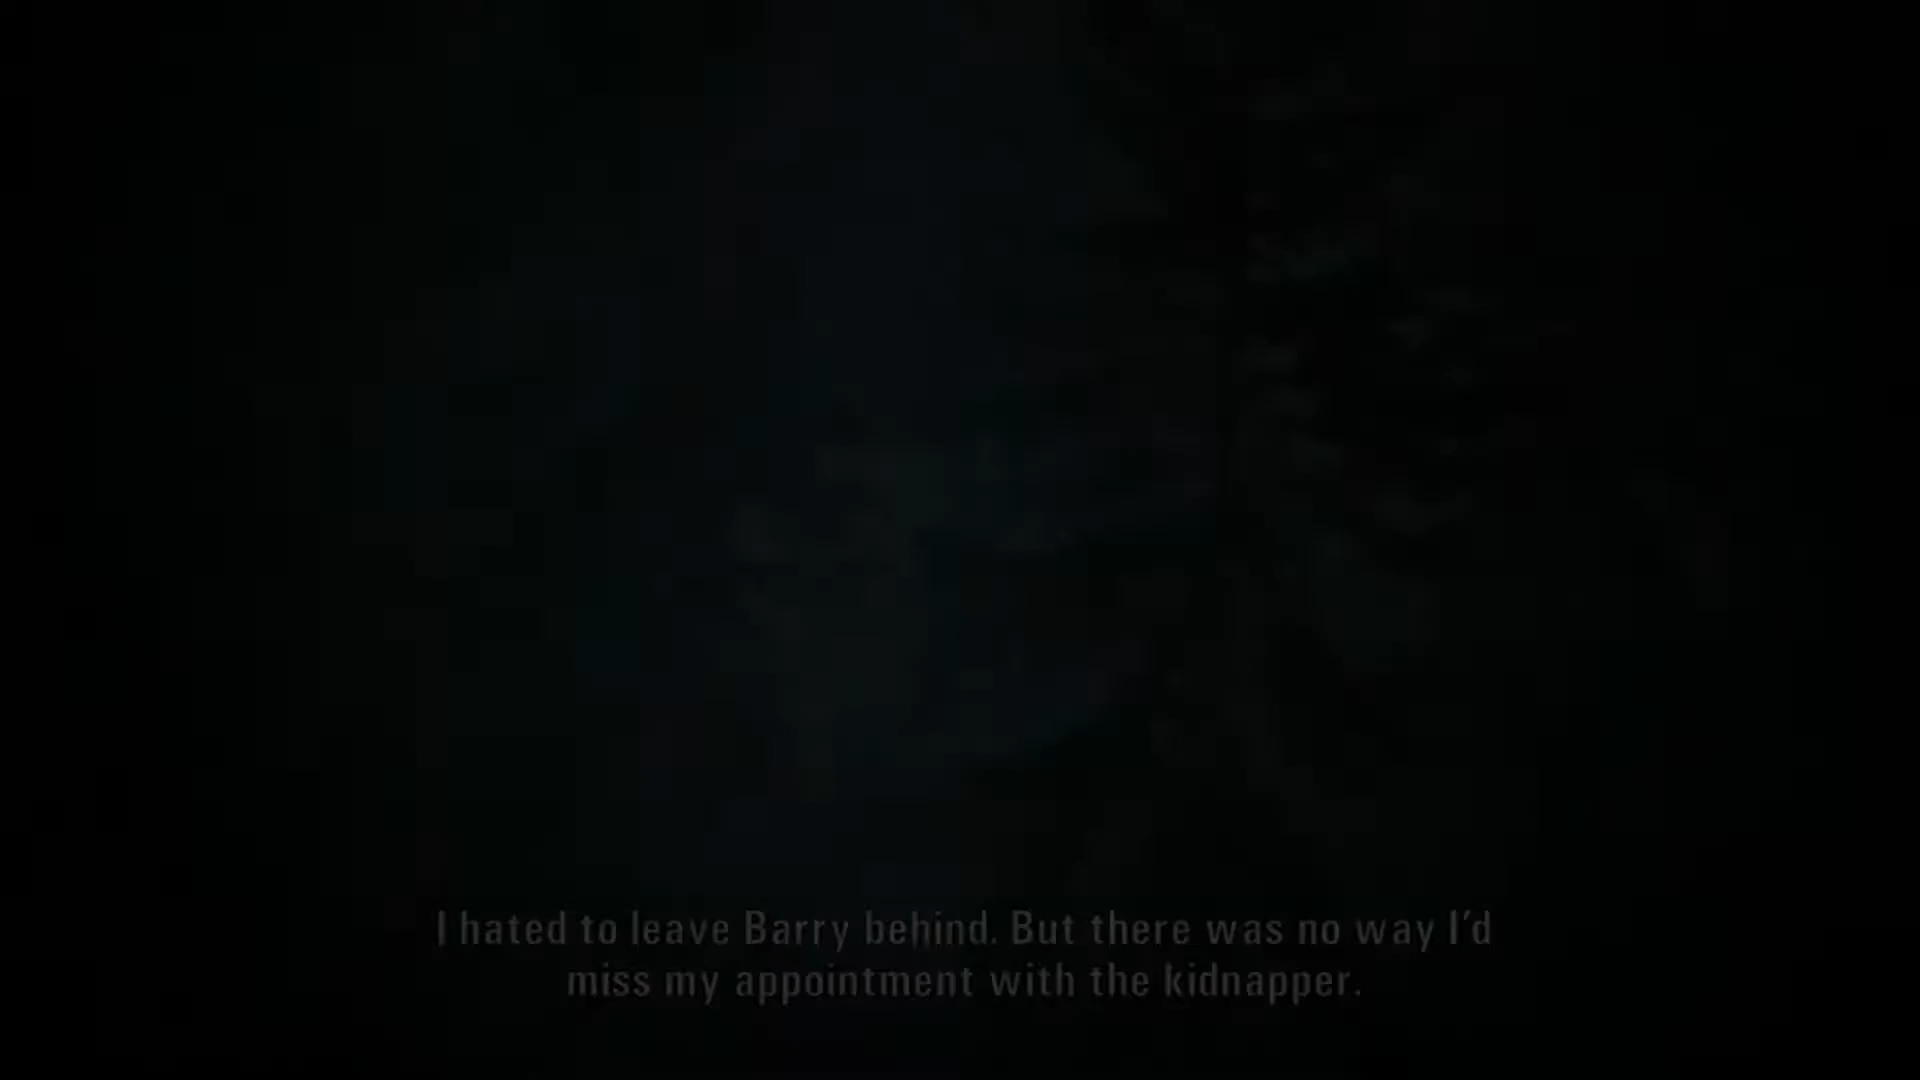 I hated to leave Barry behind. But there was no way I'd
miss my appointment with the kidnapper.